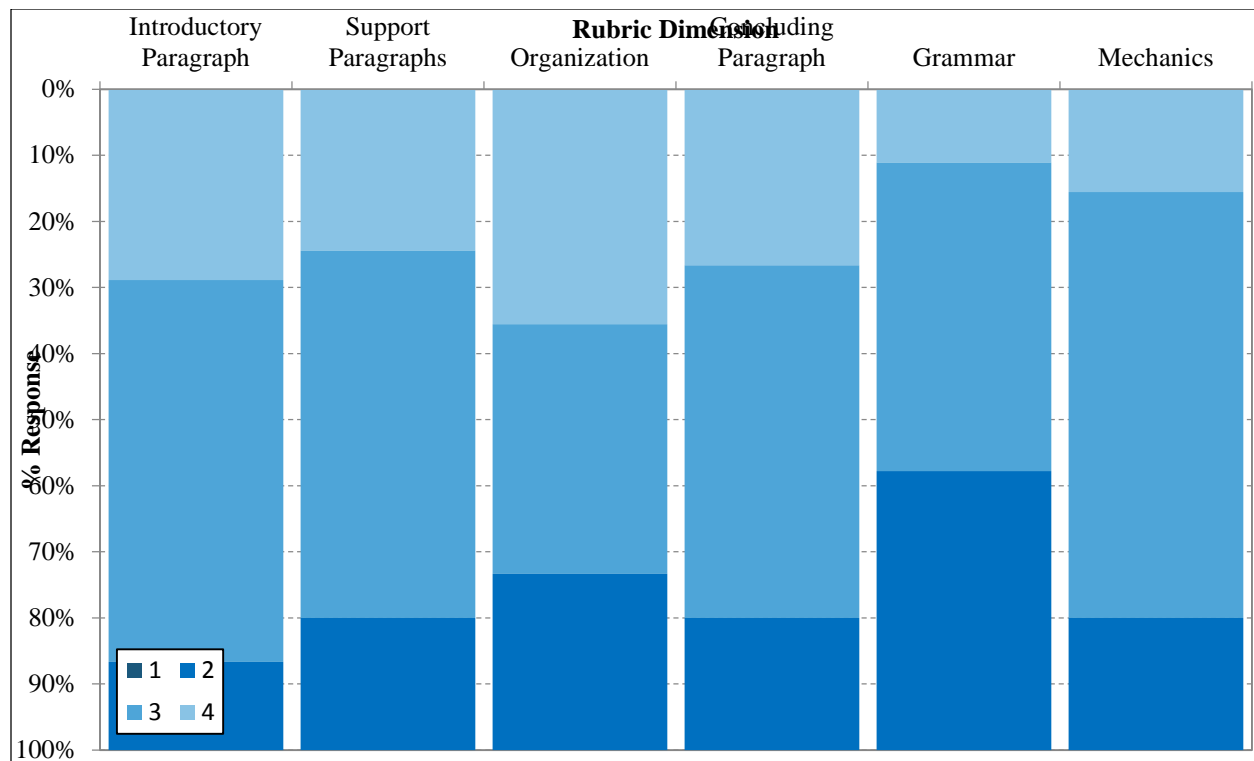 Rubric Dimension
Introductory
Paragraph
Support
Paragraphs
Organization
Concluding
Paragraph
Grammar
Mechanics
% Response
0%
10%
20%
30%
40%
50%
60%
70%
80%
90%
100%
1 2
3 4